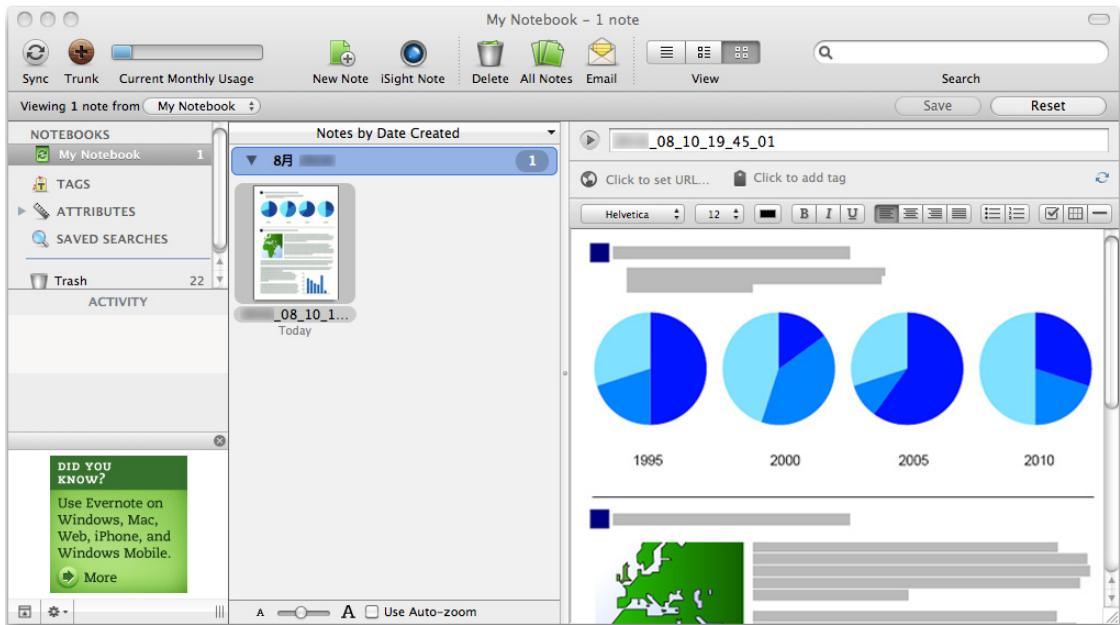 My Notebook – 1 note
Sync Trunk Current Monthly Usage New Note iSight Note Delete All Notes Email View Search
Viewing 1 note from My Notebook Save Reset
NOTEBOOKS
My Notebook 1
TAGS
ATTRIBUTES
SAVED SEARCHES
Trash 22
ACTIVITY
DID YOU
KNOW?
Use Evernote on
Windows, Mac,
Web, iPhone, and
Windows Mobile.
More
Notes by Date Created
8月 1
_08_10_1...
Today
A A Use Auto-zoom
_08_10_19_45_01
Click to set URL... Click to add tag
Helvetica 12 B I U
1995 2000 2005 2010